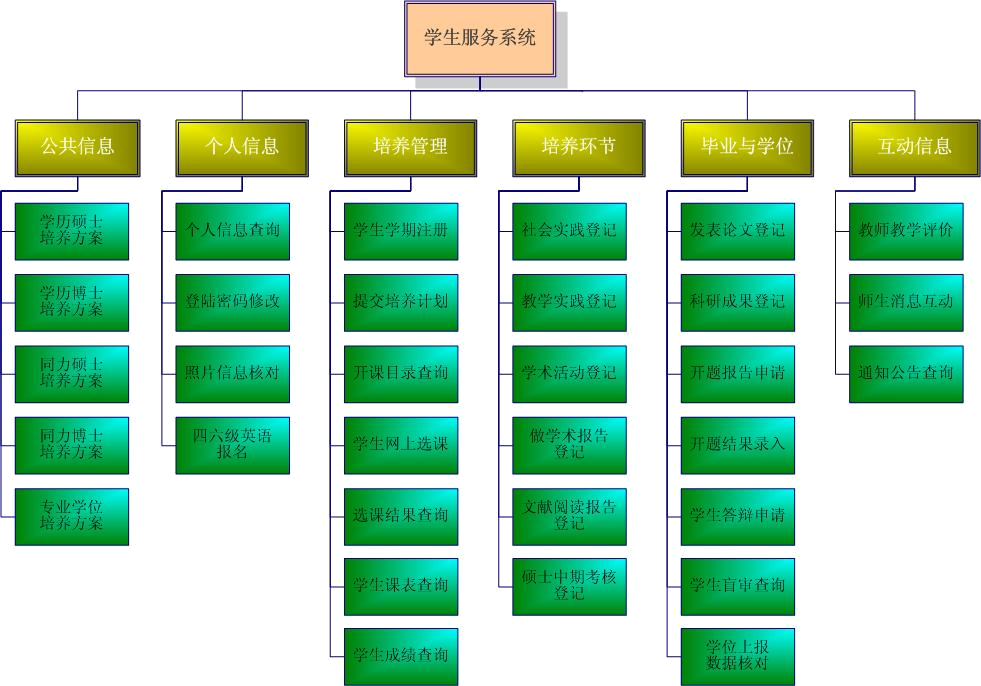 学生服务系统
公共信息
个人信息
培养管理
培养环节
毕业与学位
互动信息
学历硕士
培养方案
学历博士
培养方案
同力硕士
培养方案
同力博士
培养方案
专业学位
培养方案
个人信息查询
登陆密码修改
照片信息核对
四六级英语
报名
学生学期注册
提交培养计划
开课目录查询
学生网上选课
选课结果查询
学生课表查询
学生成绩查询
社会实践登记
教学实践登记
学术活动登记
做学术报告
登记
文献阅读报告
登记
硕士中期考核
登记
发表论文登记
科研成果登记
开题报告申请
开题结果录入
学生答辩申请
学生盲审查询
学位上报
数据核对
教师教学评价
师生消息互动
通知公告查询